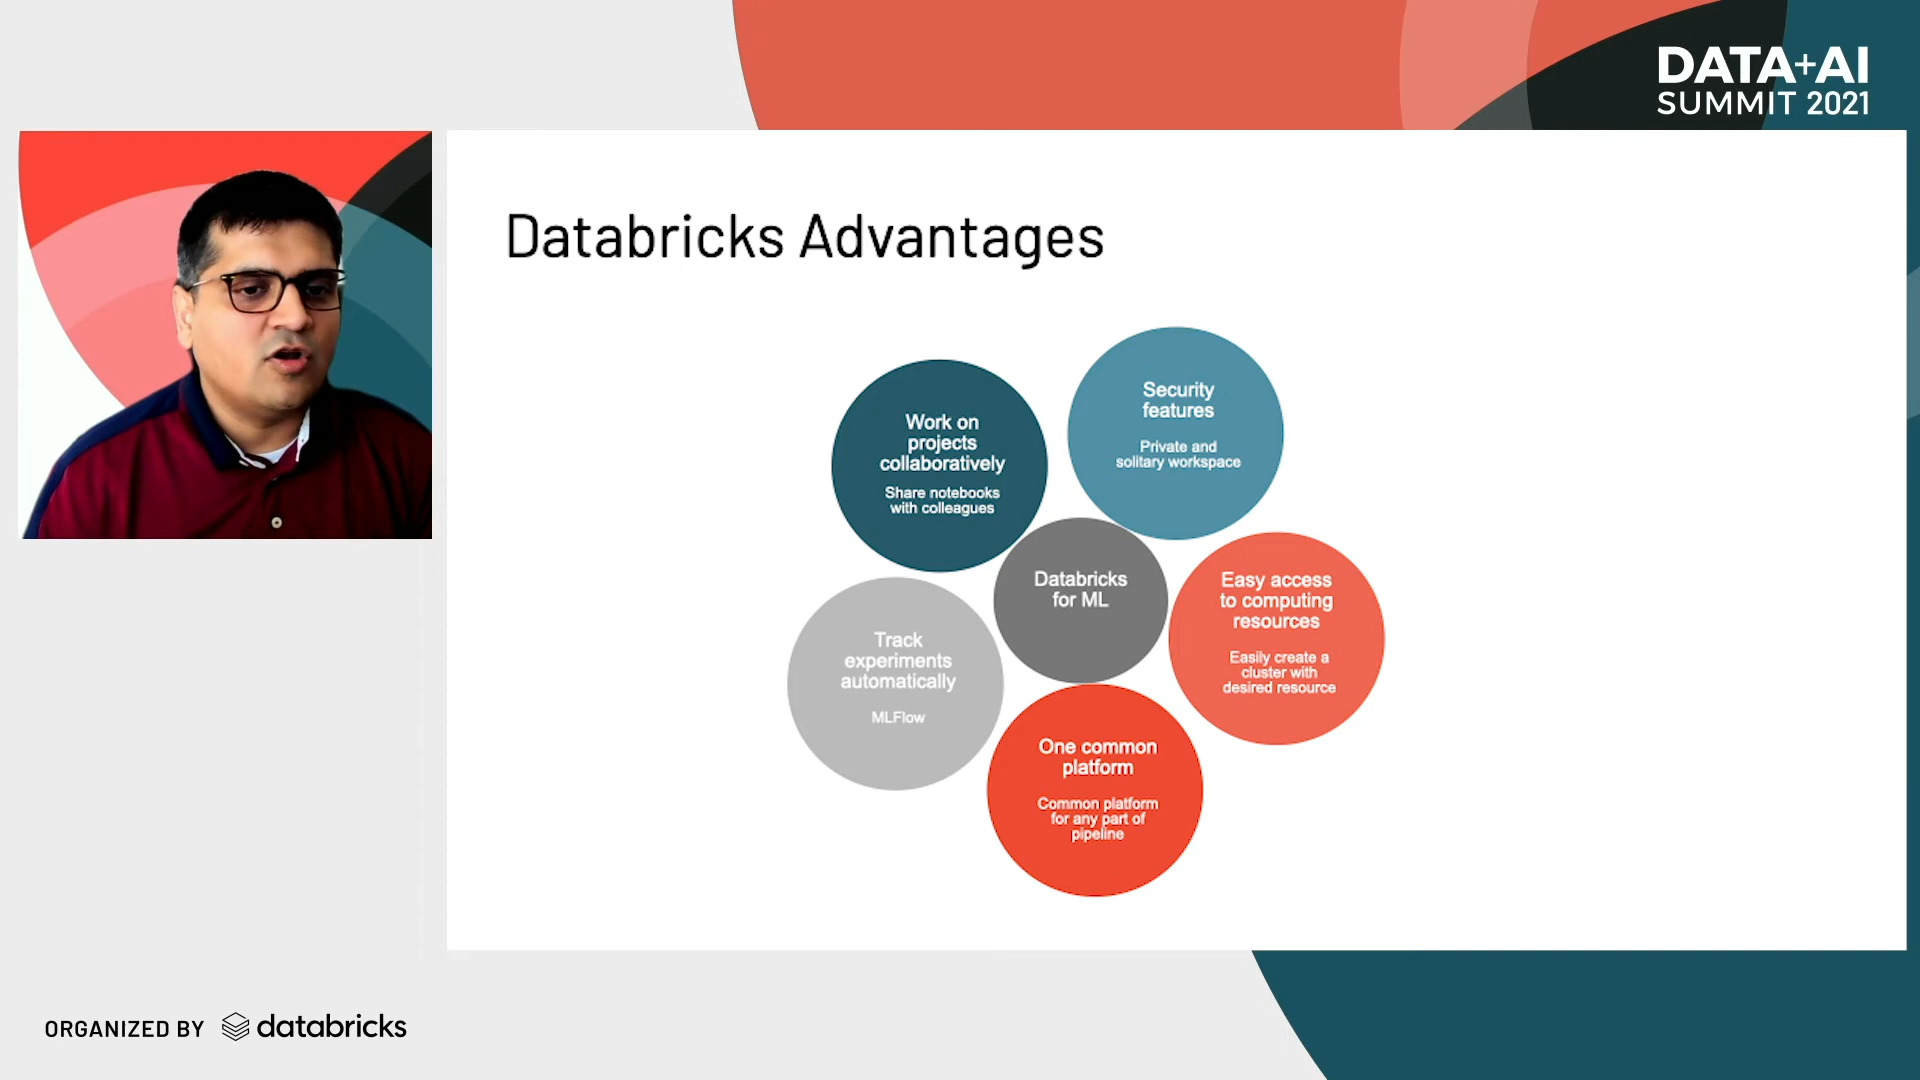 DATA+AI
SUMMIT 2021
Databricks Advantages
Work on
projects
collaboratively
Share notebooks
with colleagues
Security
features
Private and
solitary workspace
Databricks
for ML
Easy access
to computing
resources
Easily create a
cluster with
desired resource
Track
experiments
automatically
MLFlow
One common
platform
Common platform
for any part of
pipeline
ORGANIZED BY databricks